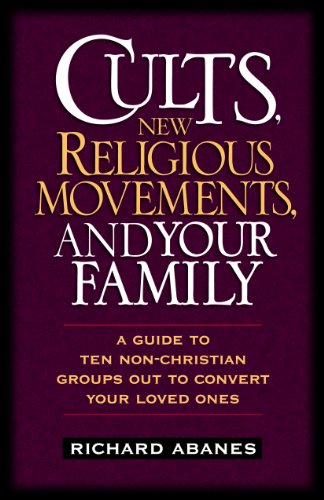 CULTS,
NEW
RELIGIOUS
MOVEMENTS,
AND YOUR
FAMILY
A GUIDE TO
TEN NON-CHRISTIAN
GROUPS OUT TO CONVERT
YOUR LOVED ONES
RICHARD ABANES